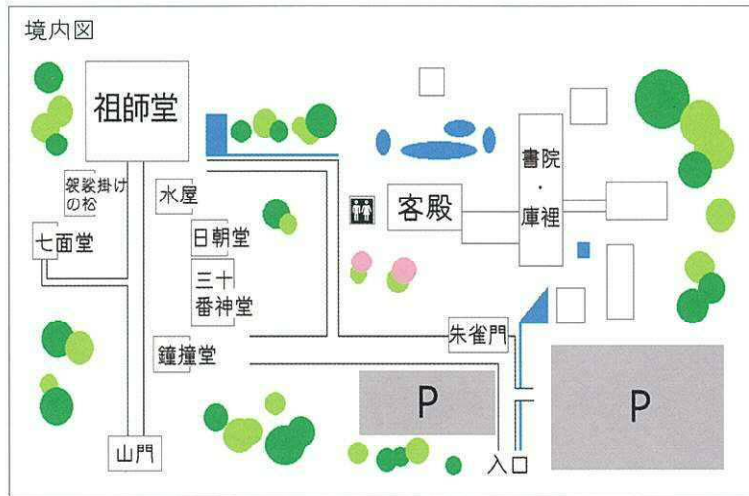 境内図
祖師堂
袈裟掛け
の松
水屋
七面堂
日朝堂
三十
番神堂
鐘撞堂
山門
客殿
書院
・
庫裡
朱雀門
P
P
入口